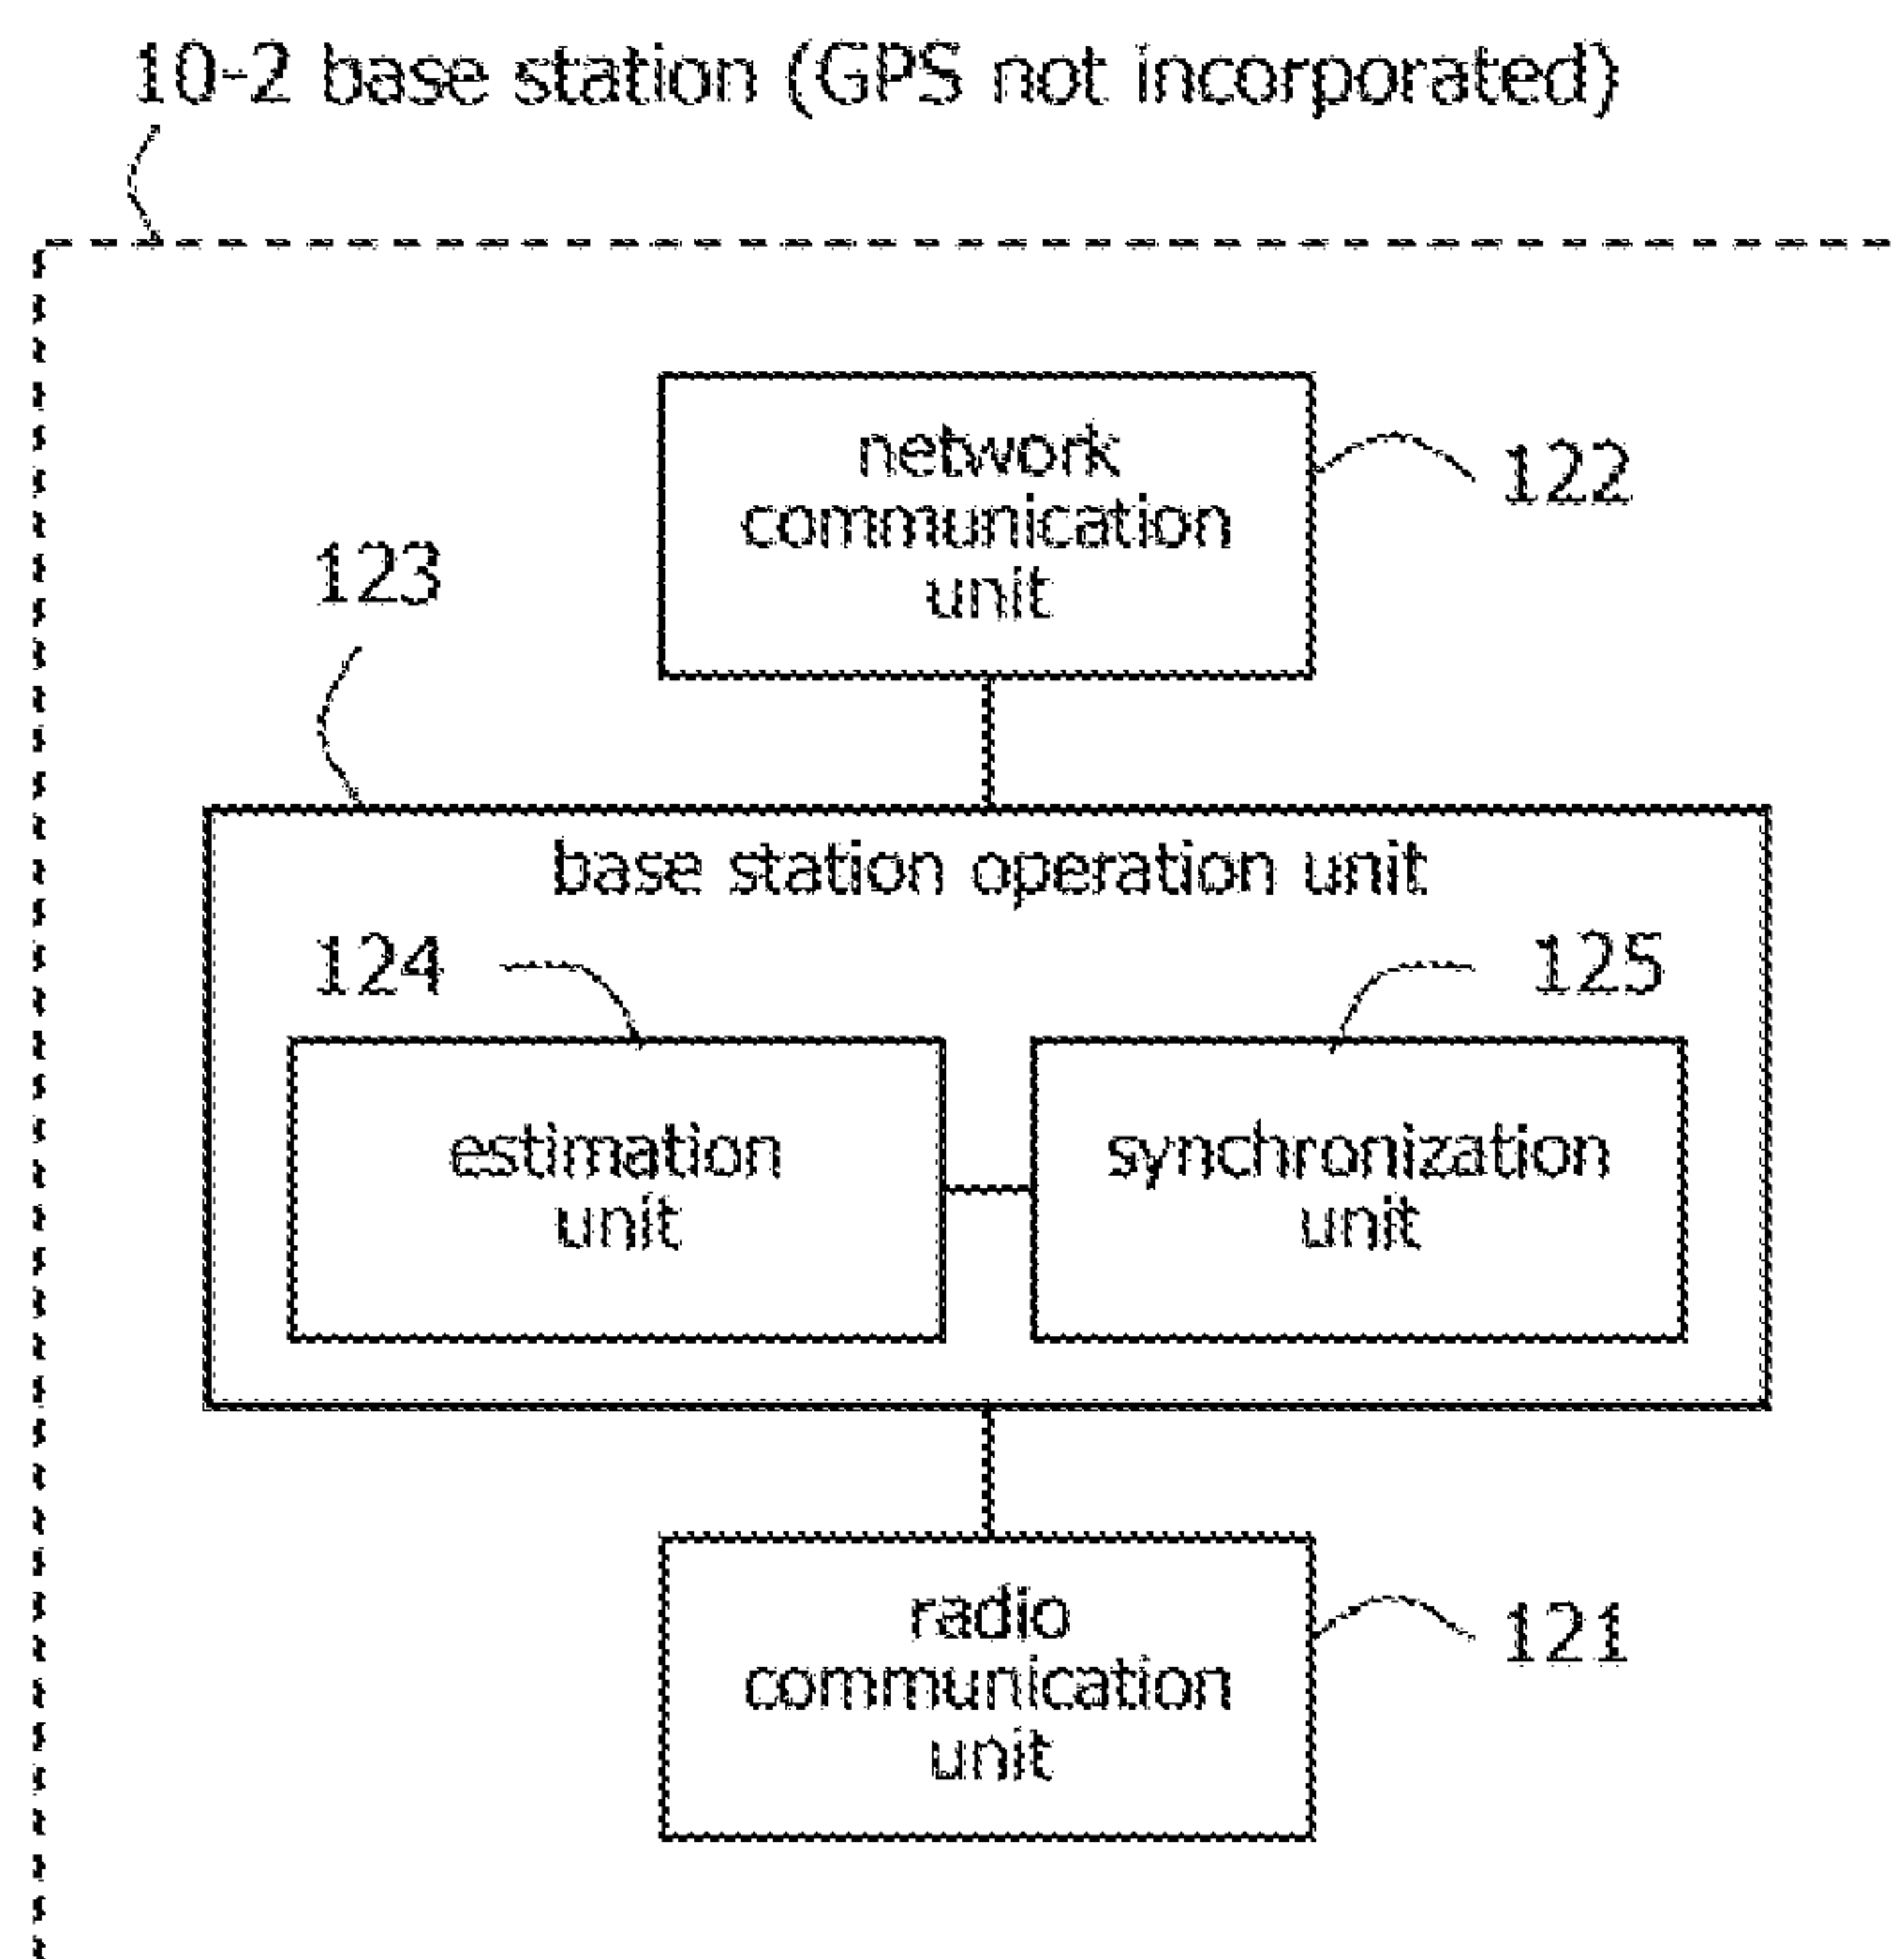 10-2 base station (GPS not incorporated)
network
communication
unit
122
123
base station operation unit
124
125
estimation
unit
synchronization
unit
radio
communication
unit
121